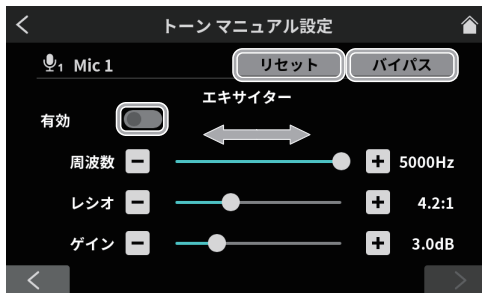 トーン マニュアル設定
1 Mic 1
リセット
バイパス
エキサイター
有効
周波数 5000Hz
レシオ 4.2:1
ゲイン 3.0dB